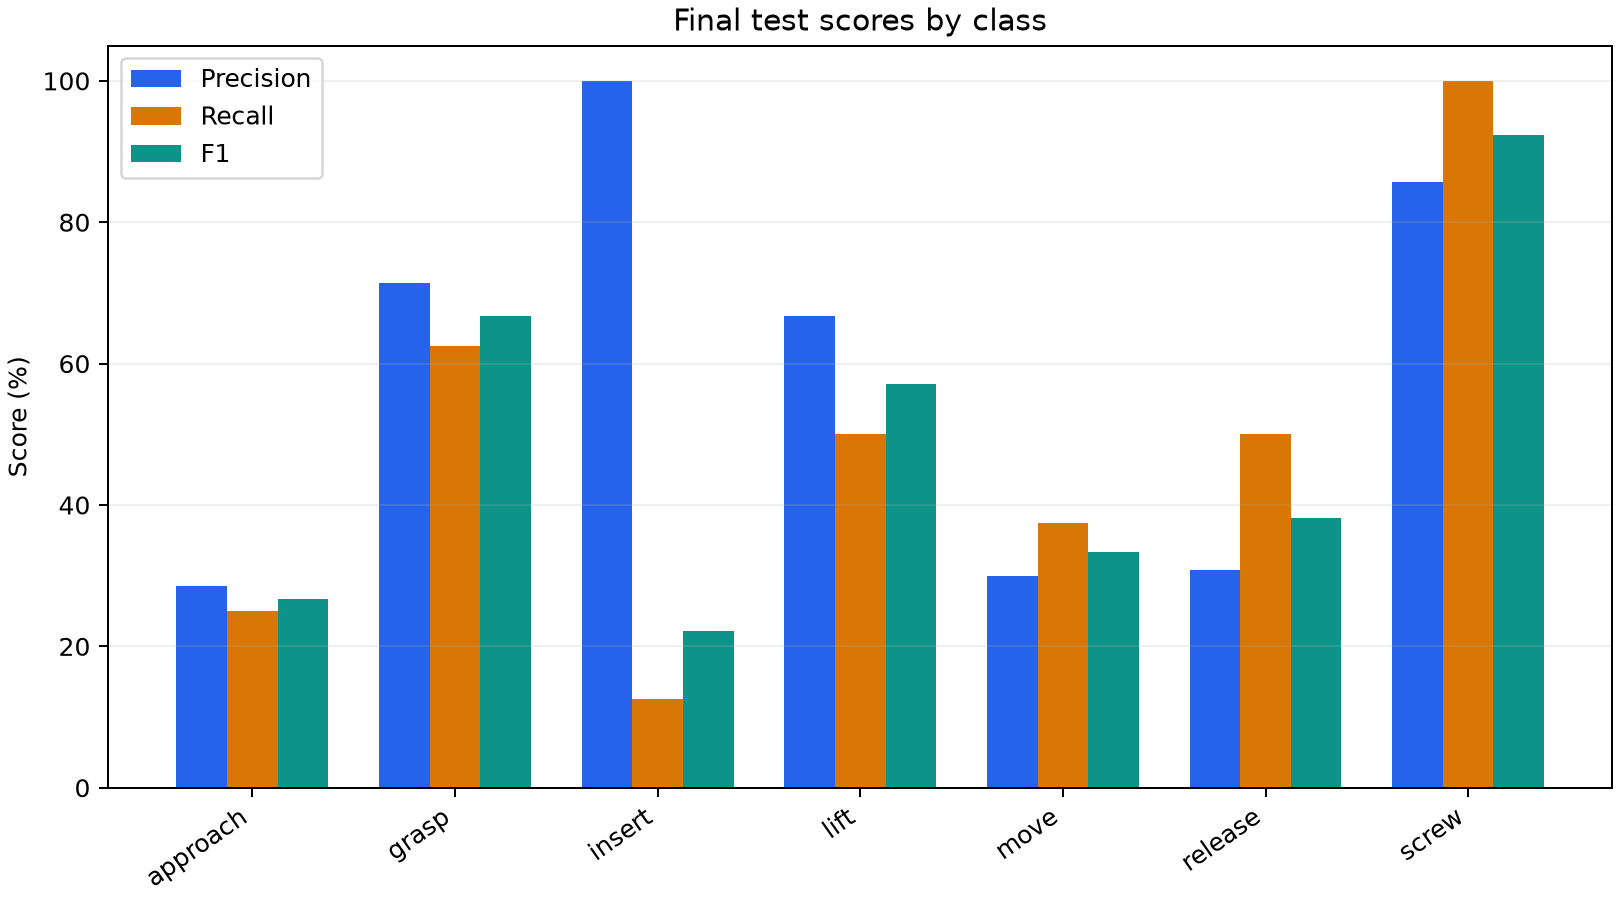 Final test scores by class
Precision
Recall
F1
Score (%)
100
80
60
40
20
0
approach
grasp
insert
lift
move
release
screw